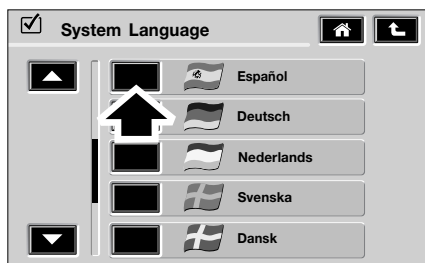 System Language
Español
Deutsch
Nederlands
Svenska
Dansk